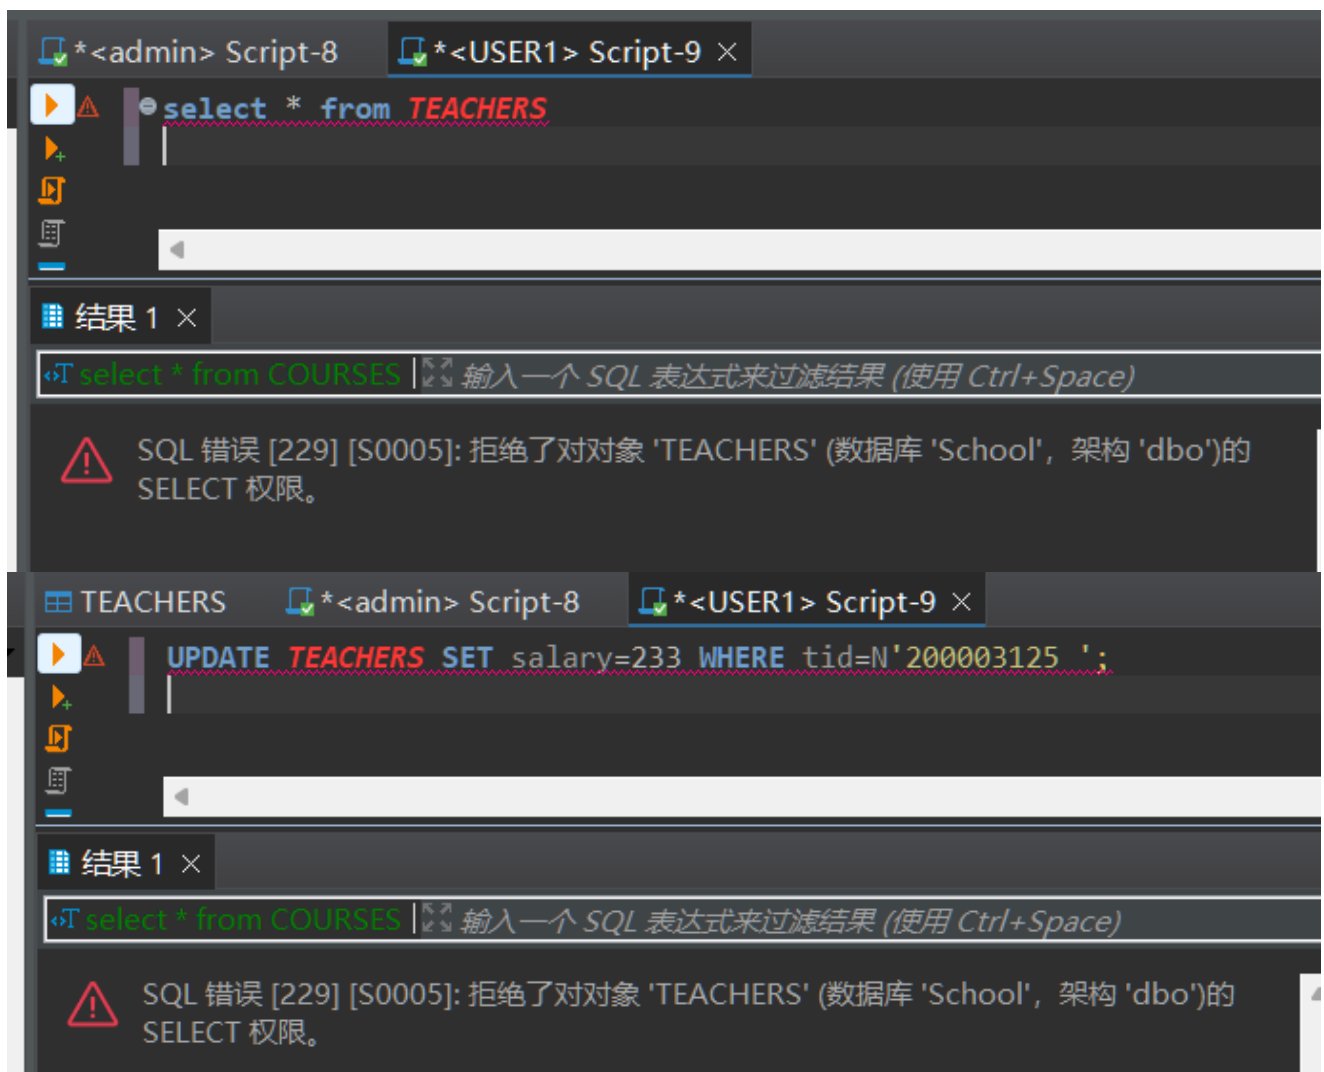 *<admin> Script-8 *<USER1> Script-9
select * from TEACHERS
结果 1
select * from COURSES 输入一个 SQL 表达式来过滤结果 (使用 Ctrl+Space)
SQL 错误 [229] [S0005]: 拒绝了对对象 'TEACHERS' (数据库 'School'，架构 'dbo')的
SELECT 权限。
TEACHERS *<admin> Script-8 *<USER1> Script-9
UPDATE TEACHERS SET salary=233 WHERE tid=N'200003125 ';
结果 1
select * from COURSES 输入一个 SQL 表达式来过滤结果 (使用 Ctrl+Space)
SQL 错误 [229] [S0005]: 拒绝了对对象 'TEACHERS' (数据库 'School'，架构 'dbo')的
SELECT 权限。